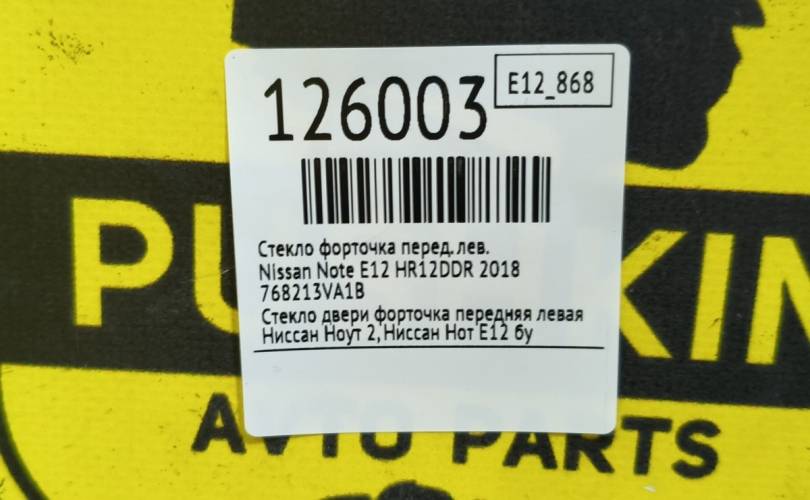 126003
E12_868
Стекло форточка перед.лев.
Nissan Note E12 HR12DDR 2018
768213VA1B
Стекло двери форточка передняя левая
Ниссан Ноут 2,Ниссан Нот Е12 бу
AVTO PARTS